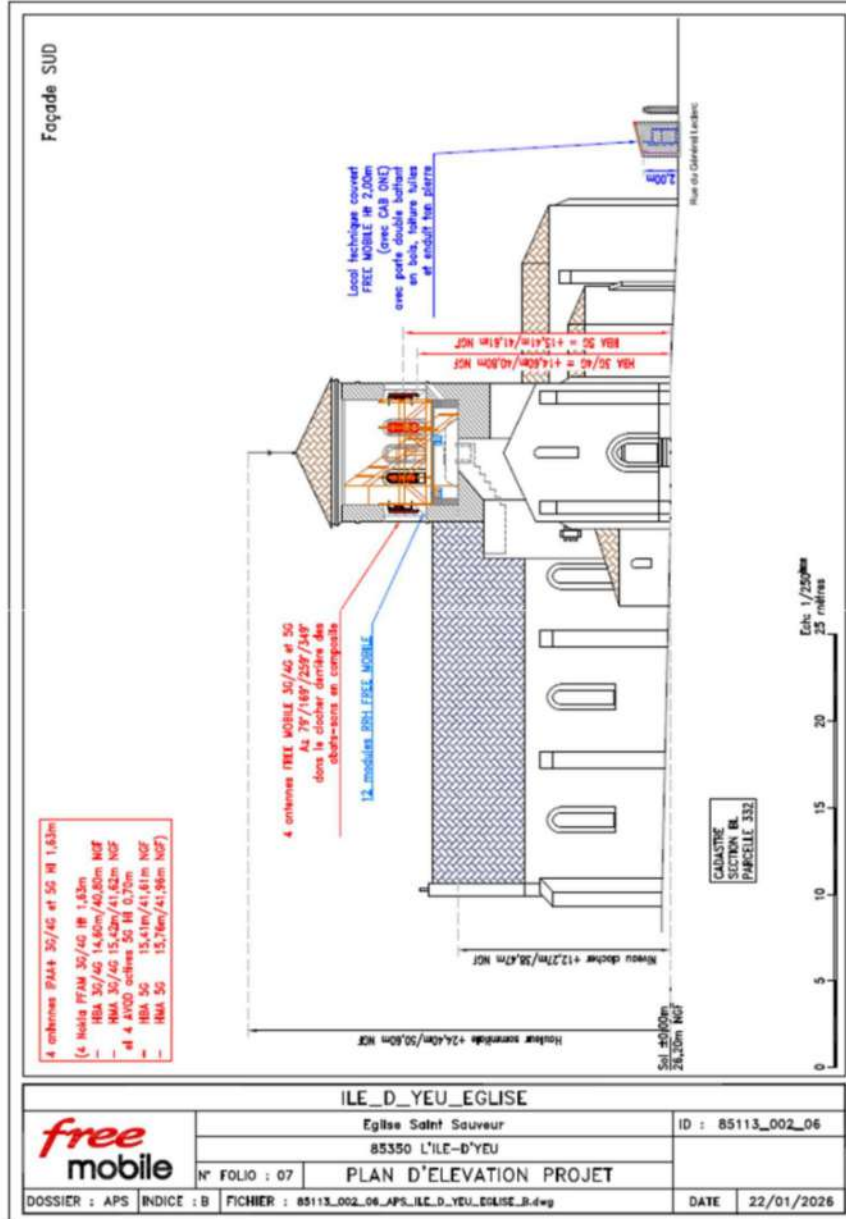 Façade SUD
4 antennes IPAA+ 3G/4G et 5G Ht 1,63m
(4 Nokia PFAM 3G/4G Ht 1,63m
- HBA 3G/4G 14,60m/40,80m NGF
- HMA 3G/4G 15,42m/41,62m NGF
et 4 AVQD actives 5G Ht 0,70m
- HBA 5G 15,41m/41,61m NGF
- HMA 5G 15,76m/41,96m NGF)
4 antennes FREE MOBILE 3G/4G et 5G
Az 79°/169°/259°/349°
dans le clocher derrière des
abats-sons en composite
12 modules RRH FREE MOBILE
Local technique couvert
FREE MOBILE Ht 2,00m
(avec CAB ONE)
avec porte double battant
en bois, toiture tuiles
et enduit ton pierre
2,00m
Rue du Général Leclerc
HBA 5G = +15,41m/41,61m NGF
HBA 3G/4G = +14,60m/40,80m NGF
Niveau clocher +12,27m/38,47m NGF
Hauteur sommitale +24,40m/50,60m NGF
Sol ±0,00m
26,20m NGF
CADASTRE
SECTION BL
PARCELLE 332
Ech: 1/250ème
0 5 10 15 20 25 mètres
free
mobile
ILE_D_YEU_EGLISE
Eglise Saint Sauveur
ID : 85113_002_06
85350 L'ILE-D'YEU
N° FOLIO : 07
PLAN D'ELEVATION PROJET
DOSSIER : APS
INDICE : B
FICHIER : 85113_002_06_APS_ILE_D_YEU_EGLISE_B.dwg
DATE
22/01/2026